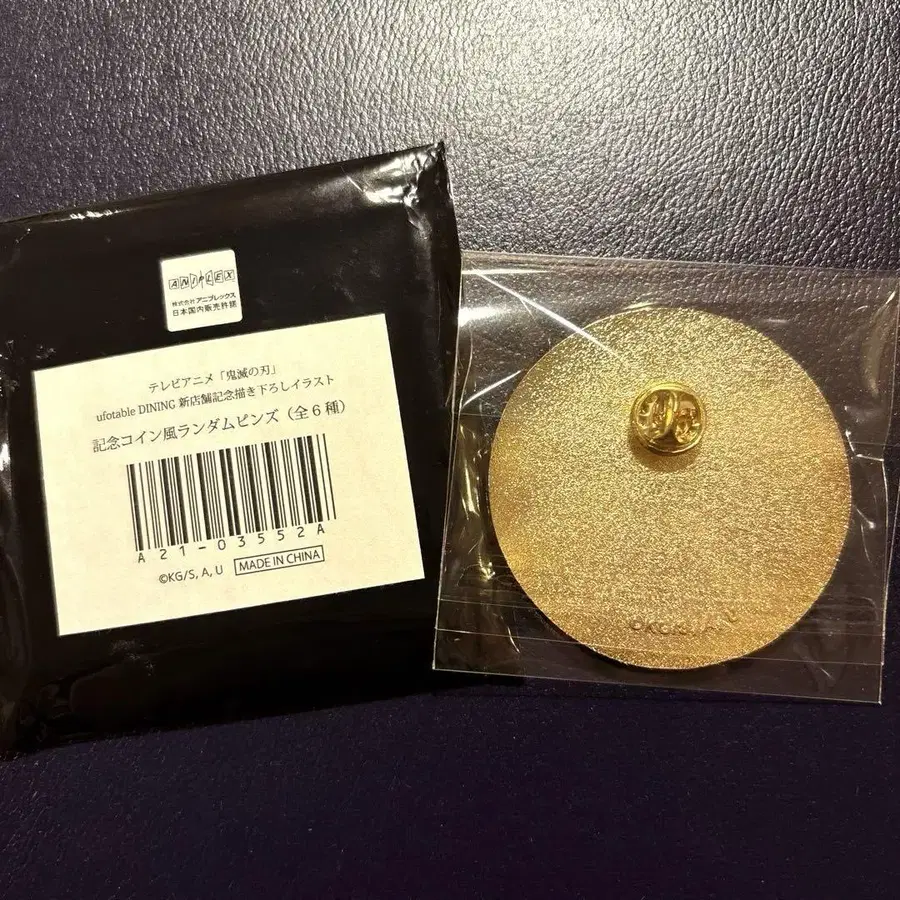 ANIPLEX
株式会社アニプレックス
日本国内販売許諾
テレビアニメ「鬼滅の刃」
ufotable DINING 新店舗記念描き下ろしイラスト
記念コイン風ランダムピンズ（全6種）
A21-03552A
©KG/S, A, U MADE IN CHINA
©KG/S,A,U